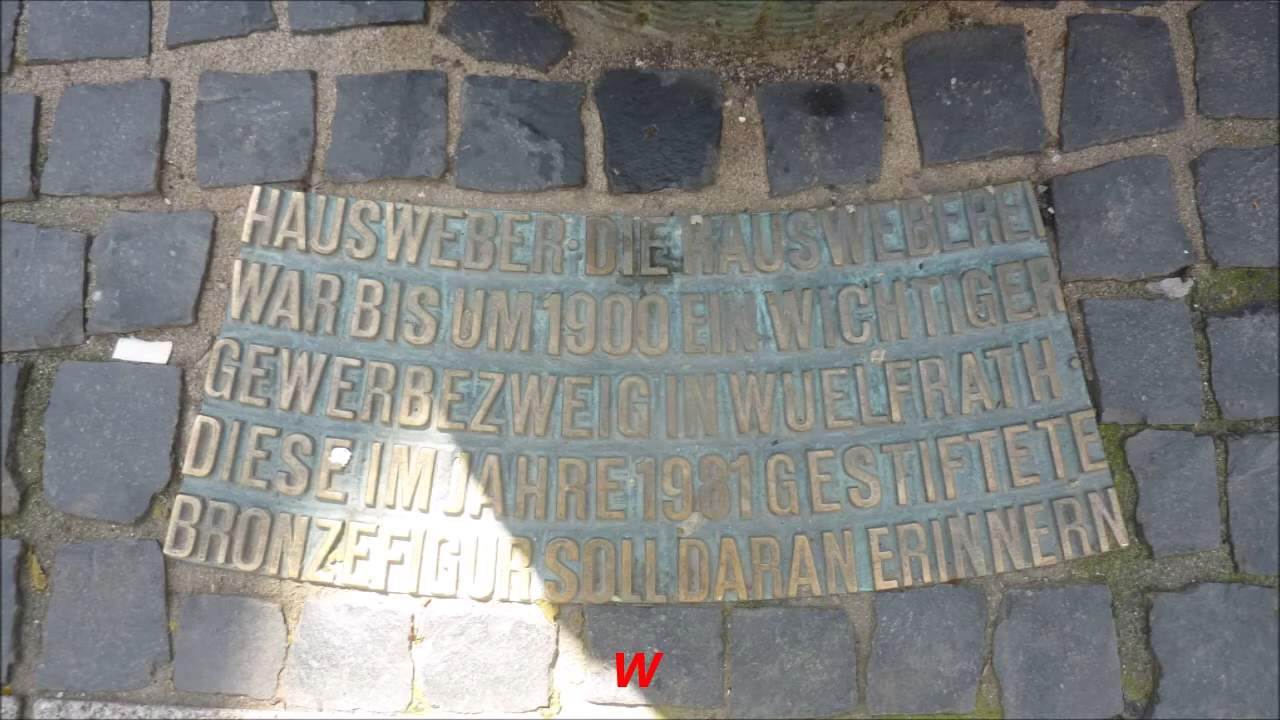 HAUSWEBER·DIE HAUSWEBEREI
WAR BIS UM 1900 EIN WICHTIGER
GEWERBEZWEIG IN WUELFRATH.
DIESE IM JAHRE 1981 GESTIFTETE
BRONZEFIGUR SOLL DARAN ERINNERN
W